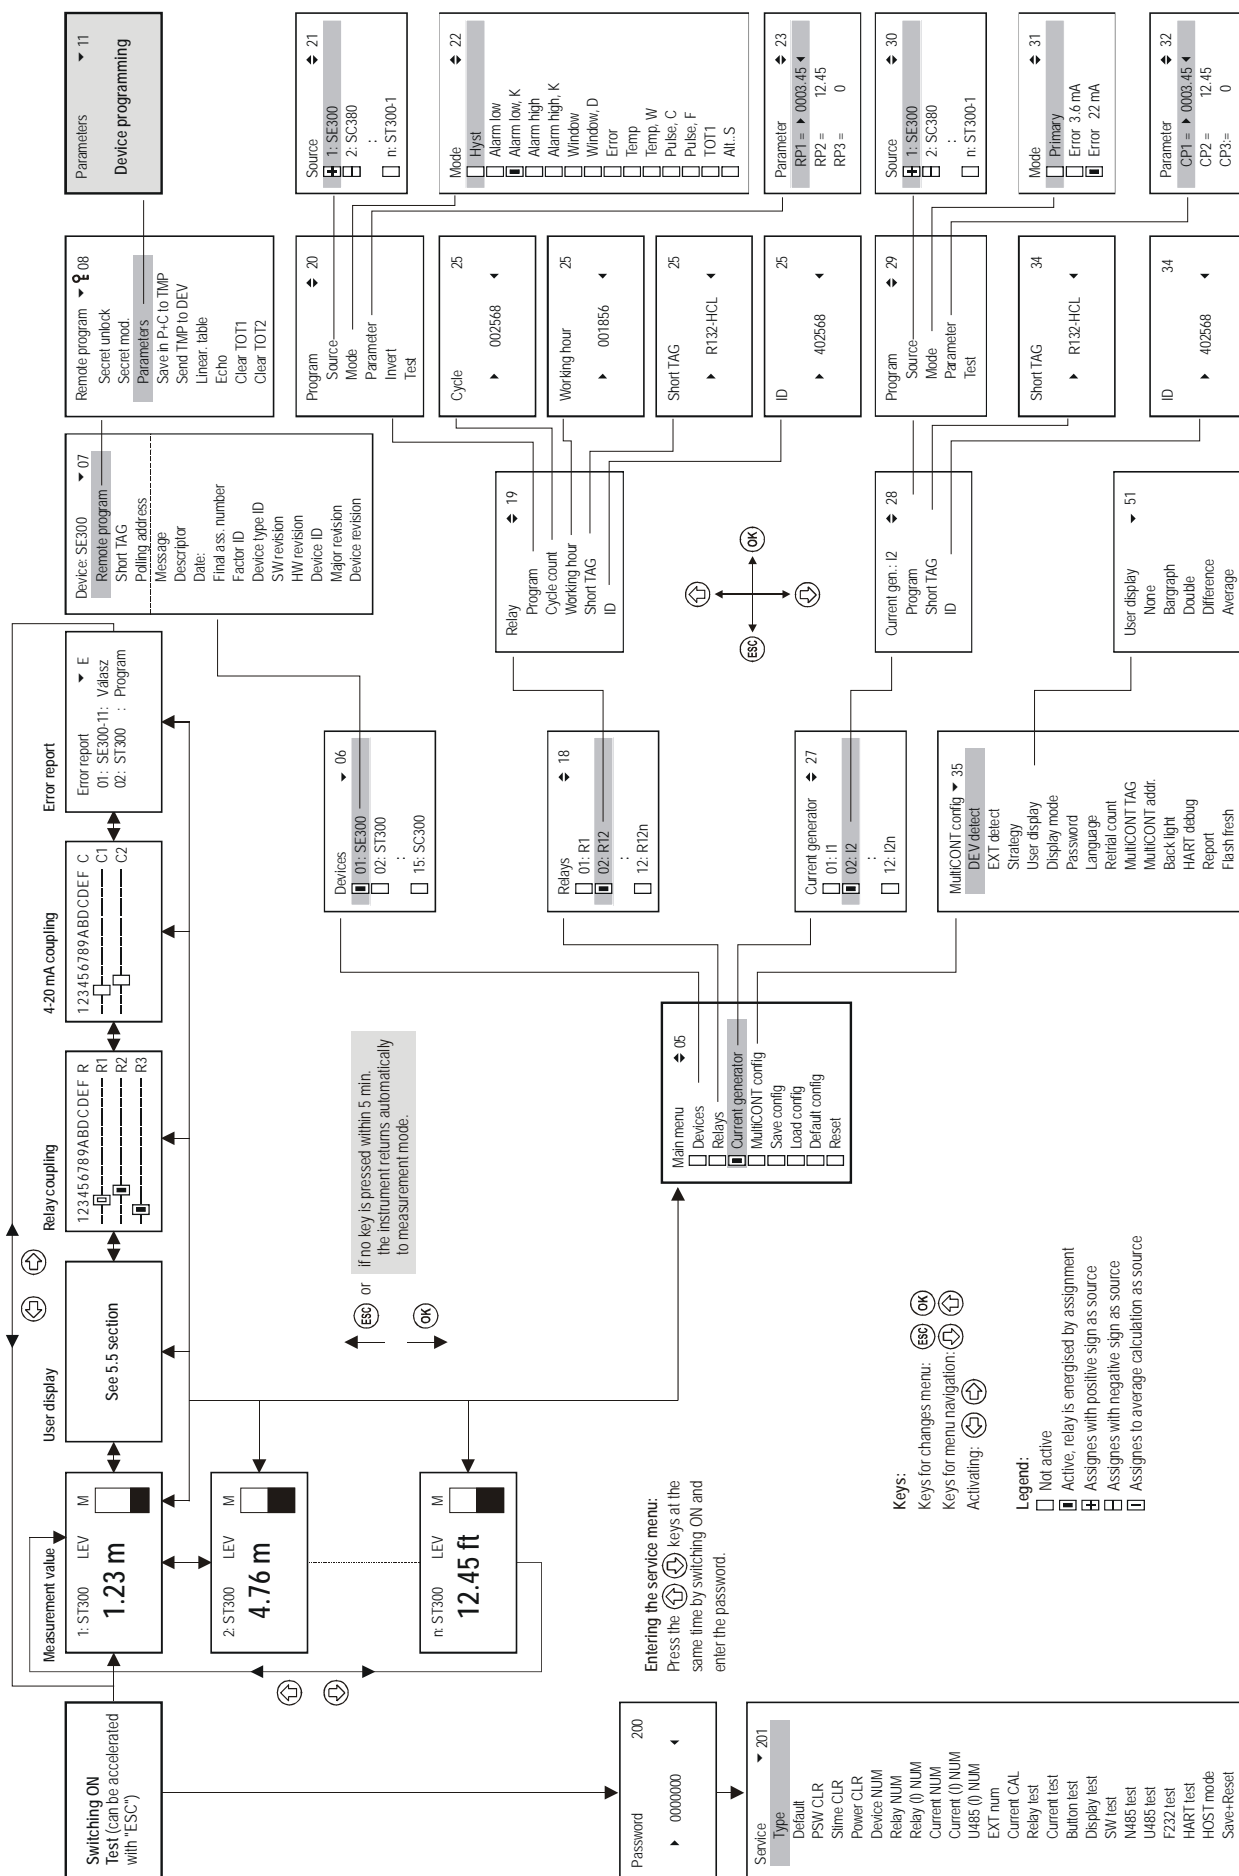 Switching ON
Test (can be accelerated
with "ESC")
Measurement value
1: ST300 LEV M
1.23 m
2: ST300 LEV M
4.76 m
n: ST300 LEV M
12.45 ft
User display
See 5.5 section
Relay coupling
123456789ABDCDEF R
R1
R2
R3
4-20 mA coupling
123456789ABDCDEF C
C1
C2
Error report
Error report E
01: SE300-11: Válasz
02: ST300 : Program
ESC or
if no key is pressed within 5 min.
the instrument returns automatically
to measurement mode.
OK
Password 200
0000000
Service 201
Type
Default
PSW CLR
Slime CLR
Power CLR
Device NUM
Relay NUM
Relay (I) NUM
Current NUM
Current (I) NUM
U485 (I) NUM
EXT num
Current CAL
Relay test
Current test
Button test
Display test
SW test
N485 test
U485 test
F232 test
HART test
HOST mode
Save+Reset
Entering the service menu:
Press the keys at the
same time by switching ON and
enter the password.
Keys:
Keys for changes menu: ESC OK
Keys for menu navigation:
Activating:
Legend:
Not active
Active, relay is energised by assignment
Assignes with positive sign as source
Assignes with negative sign as source
Assignes to average calculation as source
Main menu 05
Devices
Relays
Current generator
MultiCONT config
Save config
Load config
Default config
Reset
Devices 06
01: SE300
02: ST300
:
15: SC300
Relays 18
01: R1
02: R12
:
12: R12n
Current generator 27
01: I1
02: I2
:
12: I2n
MultiCONT config 35
DEV detect
EXT detect
Strategy
User display
Display mode
Password
Language
Retrial count
MultiCONT TAG
MultiCONT addr.
Back light
HART debug
Report
Flash fresh
Device: SE300 07
Remote program
Short TAG
Polling address
Message
Descriptor
Date:
Final ass. number
Factor ID
Device type ID
SW revision
HW revision
Device ID
Major revision
Device revision
Relay 19
Program
Cycle count
Working hour
Short TAG
ID
ESC OK
Current gen.: I2 28
Program
Short TAG
ID
User display 51
None
Bargraph
Double
Difference
Average
Remote program 08
Secret unlock
Secret mod.
Parameters
Save in P+C to TMP
Send TMP to DEV
Linear. table
Echo
Clear TOT1
Clear TOT2
Program 20
Source
Mode
Parameter
Invert
Test
Cycle 25
002568
Working hour 25
001856
Short TAG 25
R132-HCL
ID 25
402568
Program 29
Source
Mode
Parameter
Test
Short TAG 34
R132-HCL
ID 34
402568
Parameters 11
Device programming
Source 21
1: SE300
2: SC380
:
n: ST300-1
Mode 22
Hyst
Alarm low
Alarm low, K
Alarm high
Alarm high, K
Window
Window, D
Error
Temp
Temp, W
Pulse, C
Pulse, F
TOT1
Alt.. S
Parameter 23
RP1 = 0003.45
RP2 = 12.45
RP3 = 0
Source 30
1: SE300
2: SC380
:
n: ST300-1
Mode 31
Primary
Error 3.6 mA
Error 22 mA
Parameter 32
CP1 = 0003.45
CP2 = 12.45
CP3= 0